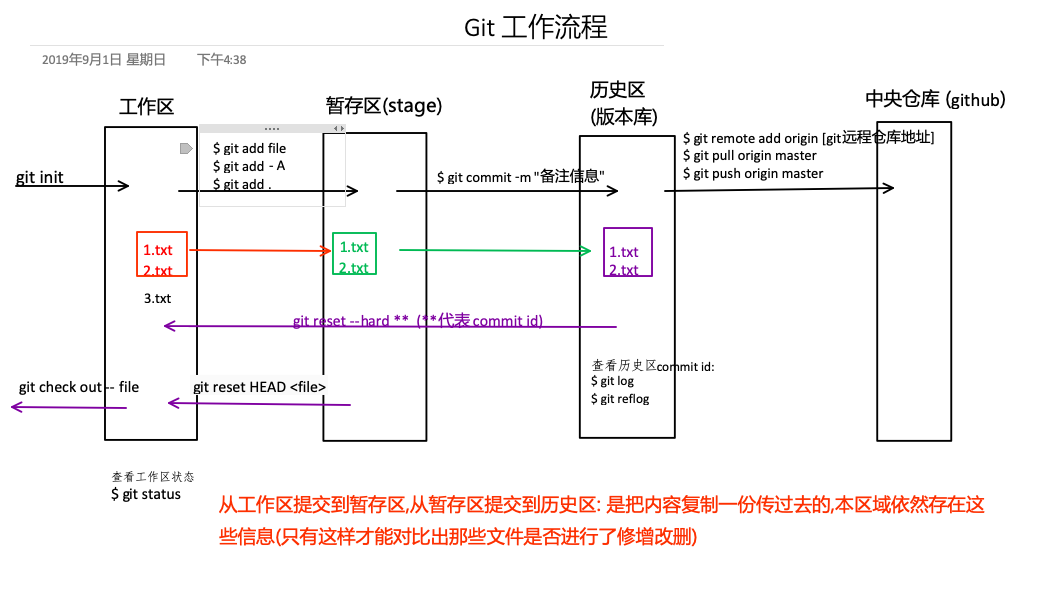 Git 工作流程
2019年9月1日 星期日 下午4:38
工作区
暂存区(stage)
历史区
(版本库)
中央仓库 (github)
git init
$ git add file
$ git add - A
$ git add .
$ git commit -m "备注信息"
$ git remote add origin [git远程仓库地址]
$ git pull origin master
$ git push origin master
1.txt
2.txt
3.txt
1.txt
2.txt
1.txt
2.txt
git reset --hard ** (**代表 commit id)
查看历史区commit id:
$ git log
$ git reflog
git check out -- file
git reset HEAD <file>
查看工作区状态
$ git status
从工作区提交到暂存区,从暂存区提交到历史区: 是把内容复制一份传过去的,本区域依然存在这
些信息(只有这样才能对比出那些文件是否进行了修增改删)